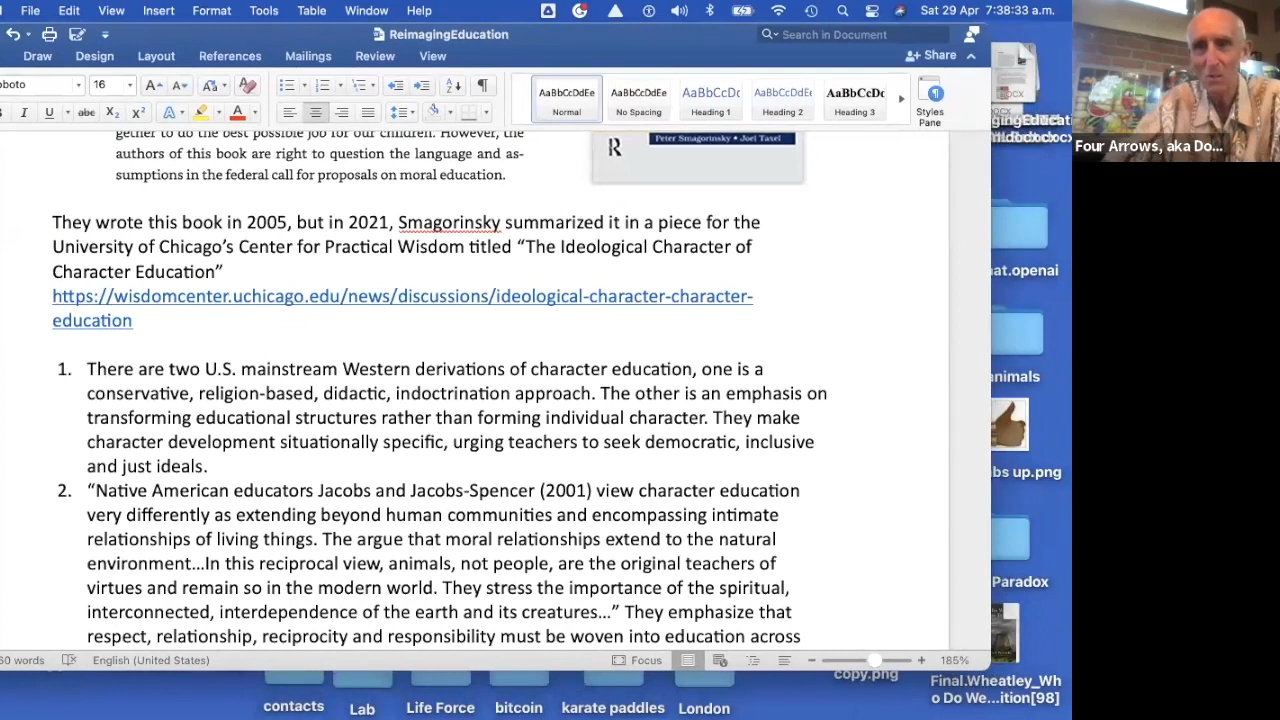 File Edit View Insert Format Tools Table Window Help
Sat 29 Apr 7:38:33 a.m.
ReimagingEducation
Search in Document
Draw Design Layout References Mailings Review View
Share
16
AaBbCcDdEe AaBbCcDdEe AaBbCcDc AaBbCcDdEe AaBbCcDc
Normal No Spacing Heading 1 Heading 2 Heading 3
Styles
Pane
gether to do the best possible job for the children. However, the
authors of this book are right to question the language and as-
sumptions in the federal call for proposals on moral education.
R
Peter Smagorinsky • Joel Taxel
They wrote this book in 2005, but in 2021, Smagorinsky summarized it in a piece for the
University of Chicago’s Center for Practical Wisdom titled “The Ideological Character of
Character Education”
https://wisdomcenter.uchicago.edu/news/discussions/ideological-character-character-
education
1. There are two U.S. mainstream Western derivations of character education, one is a
conservative, religion-based, didactic, indoctrination approach. The other is an emphasis on
transforming educational structures rather than forming individual character. They make
character development situationally specific, urging teachers to seek democratic, inclusive
and just ideals.
2. “Native American educators Jacobs and Jacobs-Spencer (2001) view character education
very differently as extending beyond human communities and encompassing intimate
relationships of living things. The argue that moral relationships extend to the natural
environment…In this reciprocal view, animals, not people, are the original teachers of
virtues and remain so in the modern world. They stress the importance of the spiritual,
interconnected, interdependence of the earth and its creatures…” They emphasize that
respect, relationship, reciprocity and responsibility must be woven into education across
60 words English (United States) Focus 185%
Four Arrows, aka Do...
at.openai
animals
bs up.png
Paradox
Final.Wheatley_Wh
o Do We...ition[98]
copy.png
contacts Lab Life Force bitcoin karate paddles London